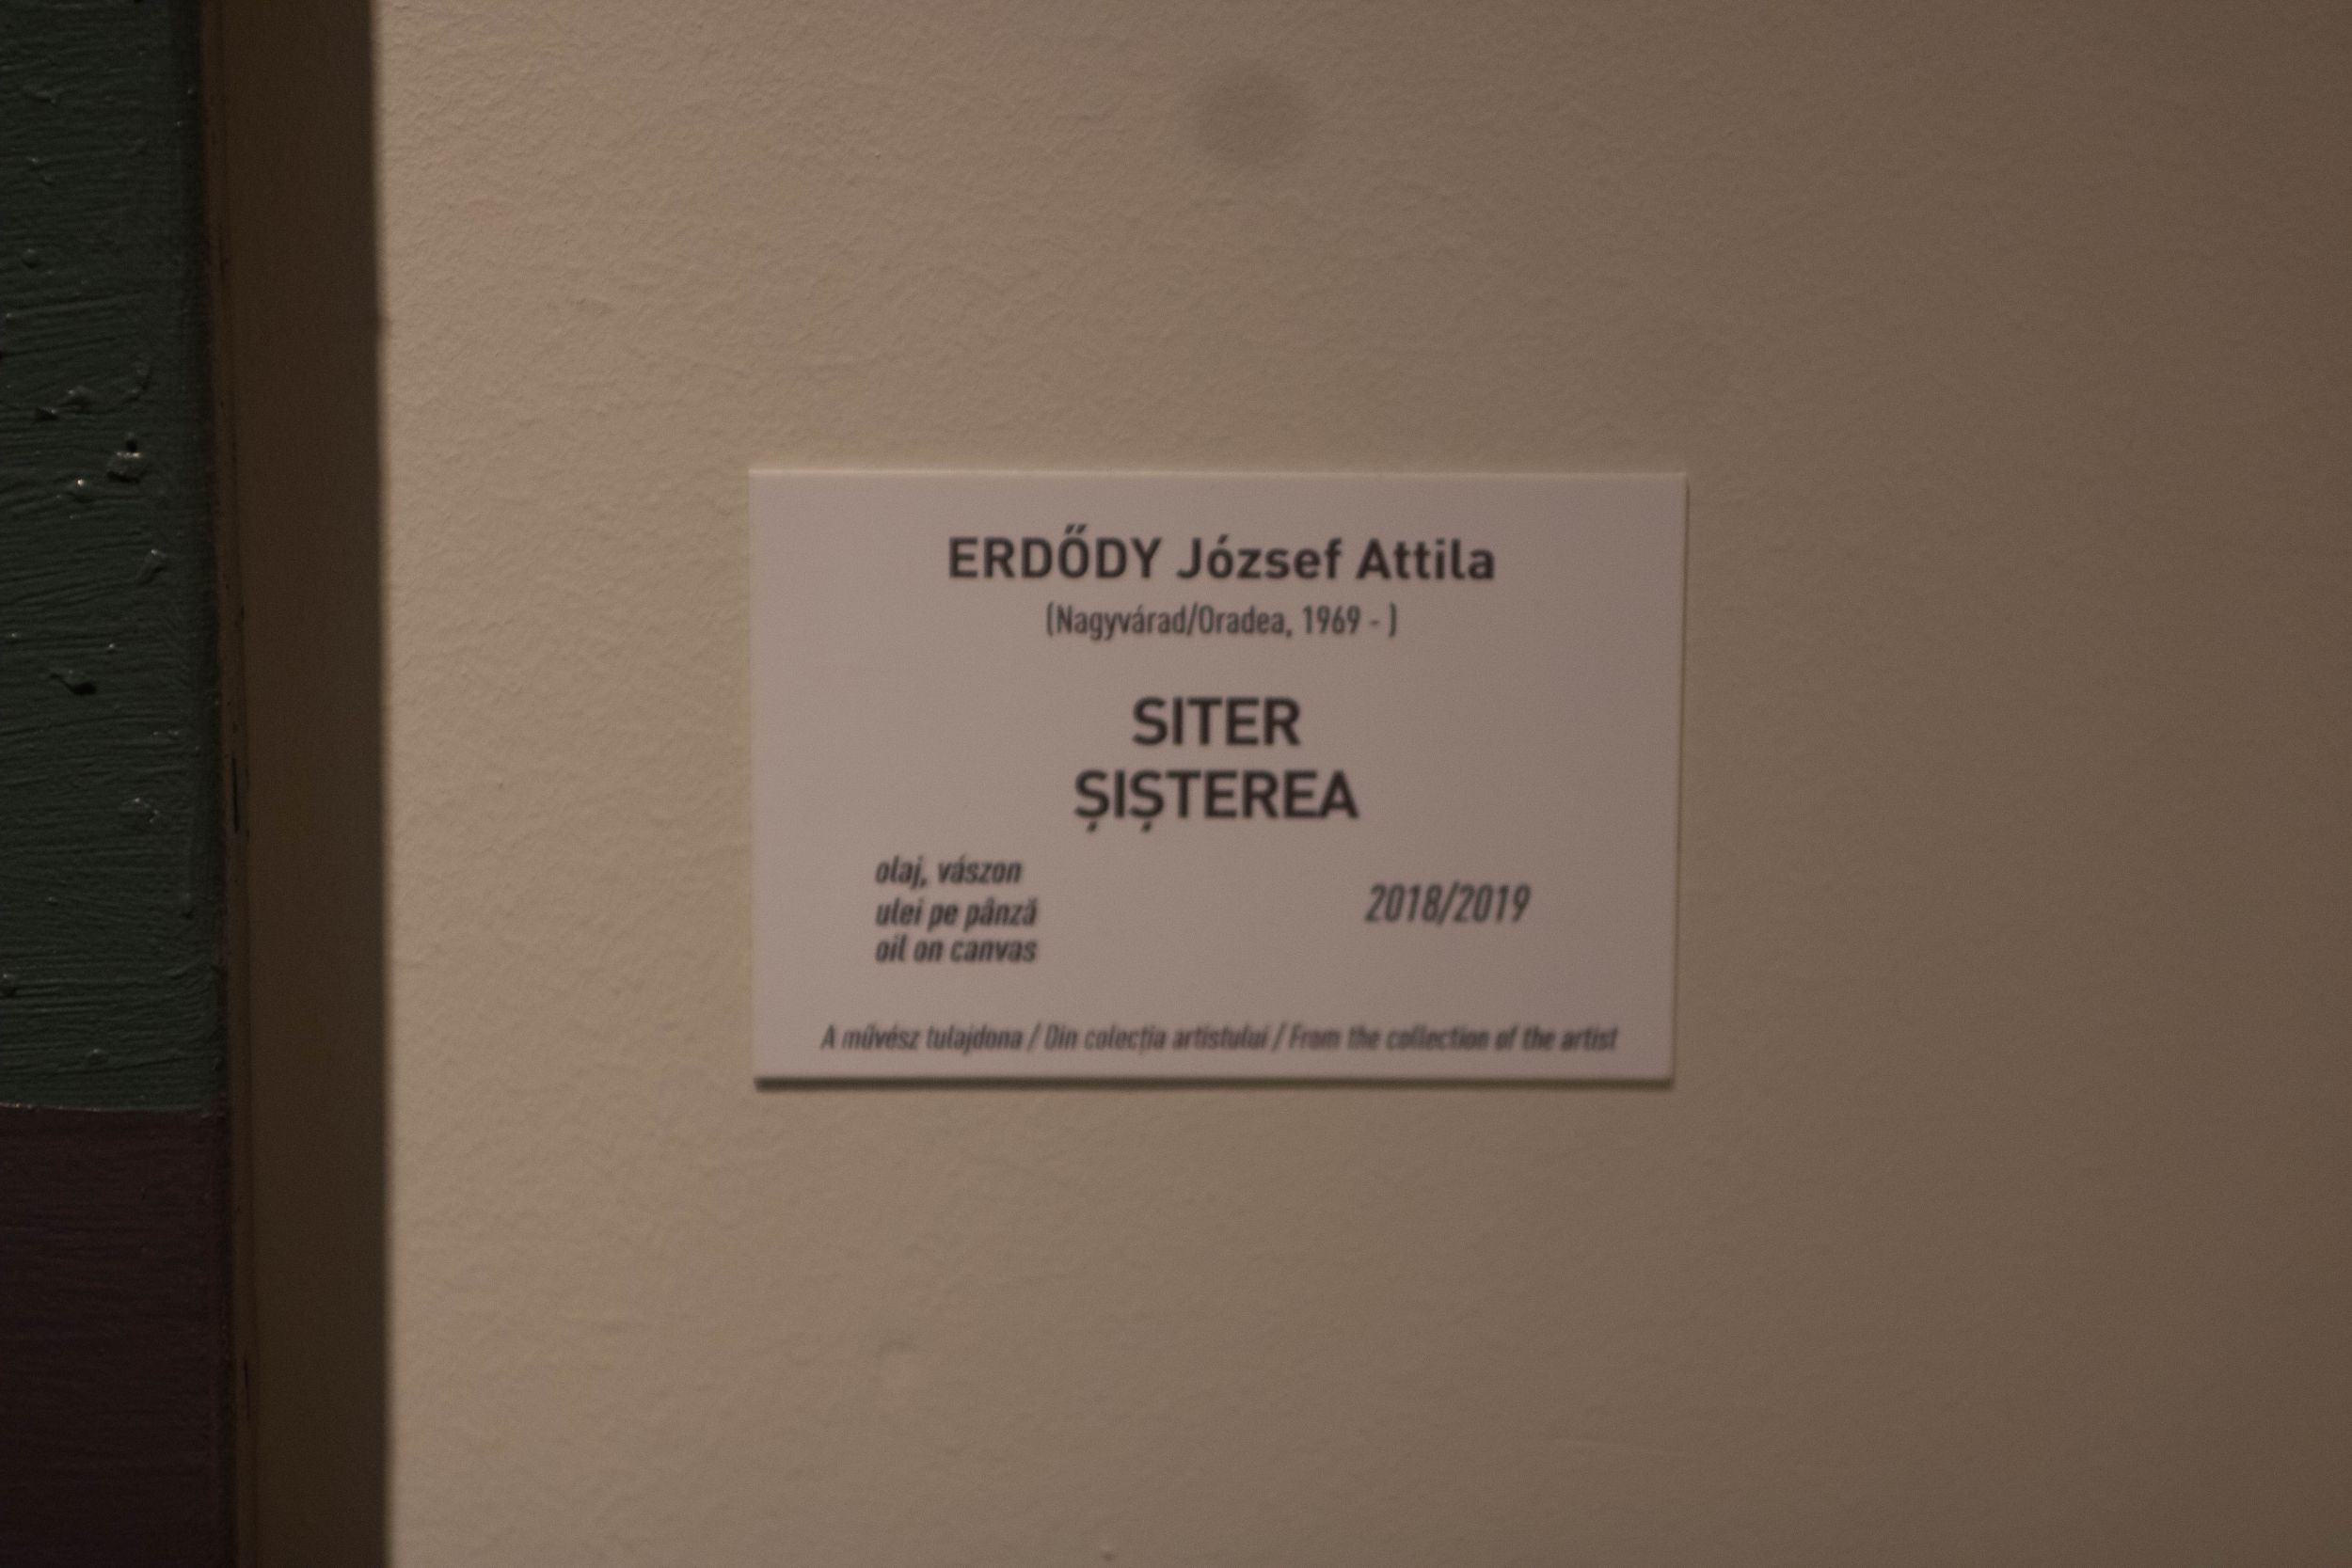 ERDŐDY József Attila
(Nagyvárad/Oradea, 1969 - )
SITER
ȘIȘTEREA
olaj, vászon
ulei pe pânză
oil on canvas
2018/2019
A művész tulajdona / Din colecția artistului / From the collection of the artist